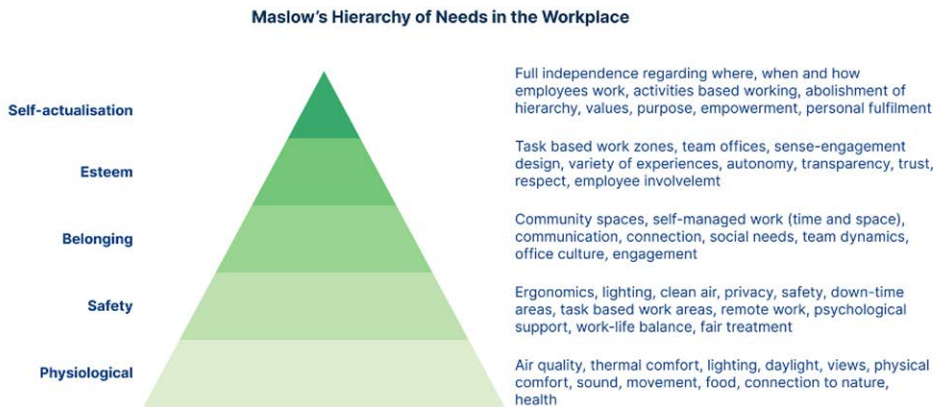 Maslow's Hierarchy of Needs in the Workplace
Self-actualisation
Full independence regarding where, when and how
employees work, activities based working, abolishment of
hierarchy, values, purpose, empowerment, personal fulfilment
Esteem
Task based work zones, team offices, sense-engagement
design, variety of experiences, autonomy, transparency, trust,
respect, employee involvelemt
Belonging
Community spaces, self-managed work (time and space),
communication, connection, social needs, team dynamics,
office culture, engagement
Safety
Ergonomics, lighting, clean air, privacy, safety, down-time
areas, task based work areas, remote work, psychological
support, work-life balance, fair treatment
Physiological
Air quality, thermal comfort, lighting, daylight, views, physical
comfort, sound, movement, food, connection to nature,
health